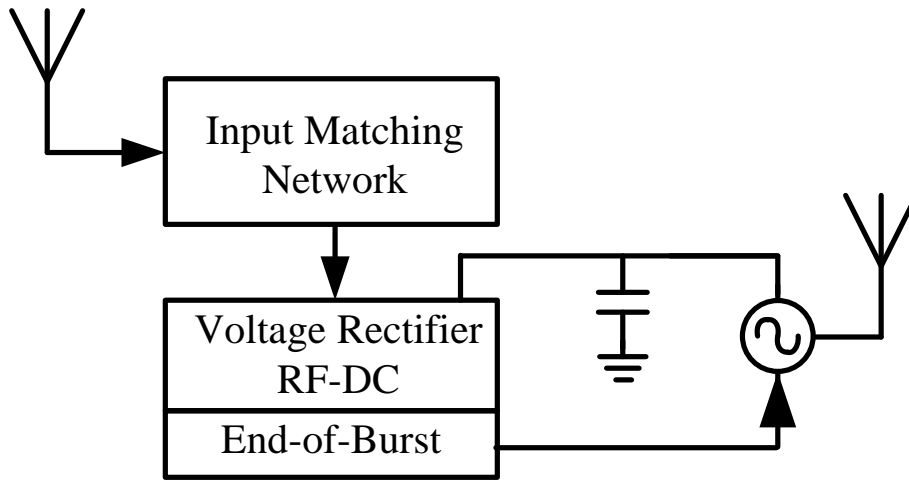 Input Matching
Network
Voltage Rectifier
RF-DC
End-of-Burst